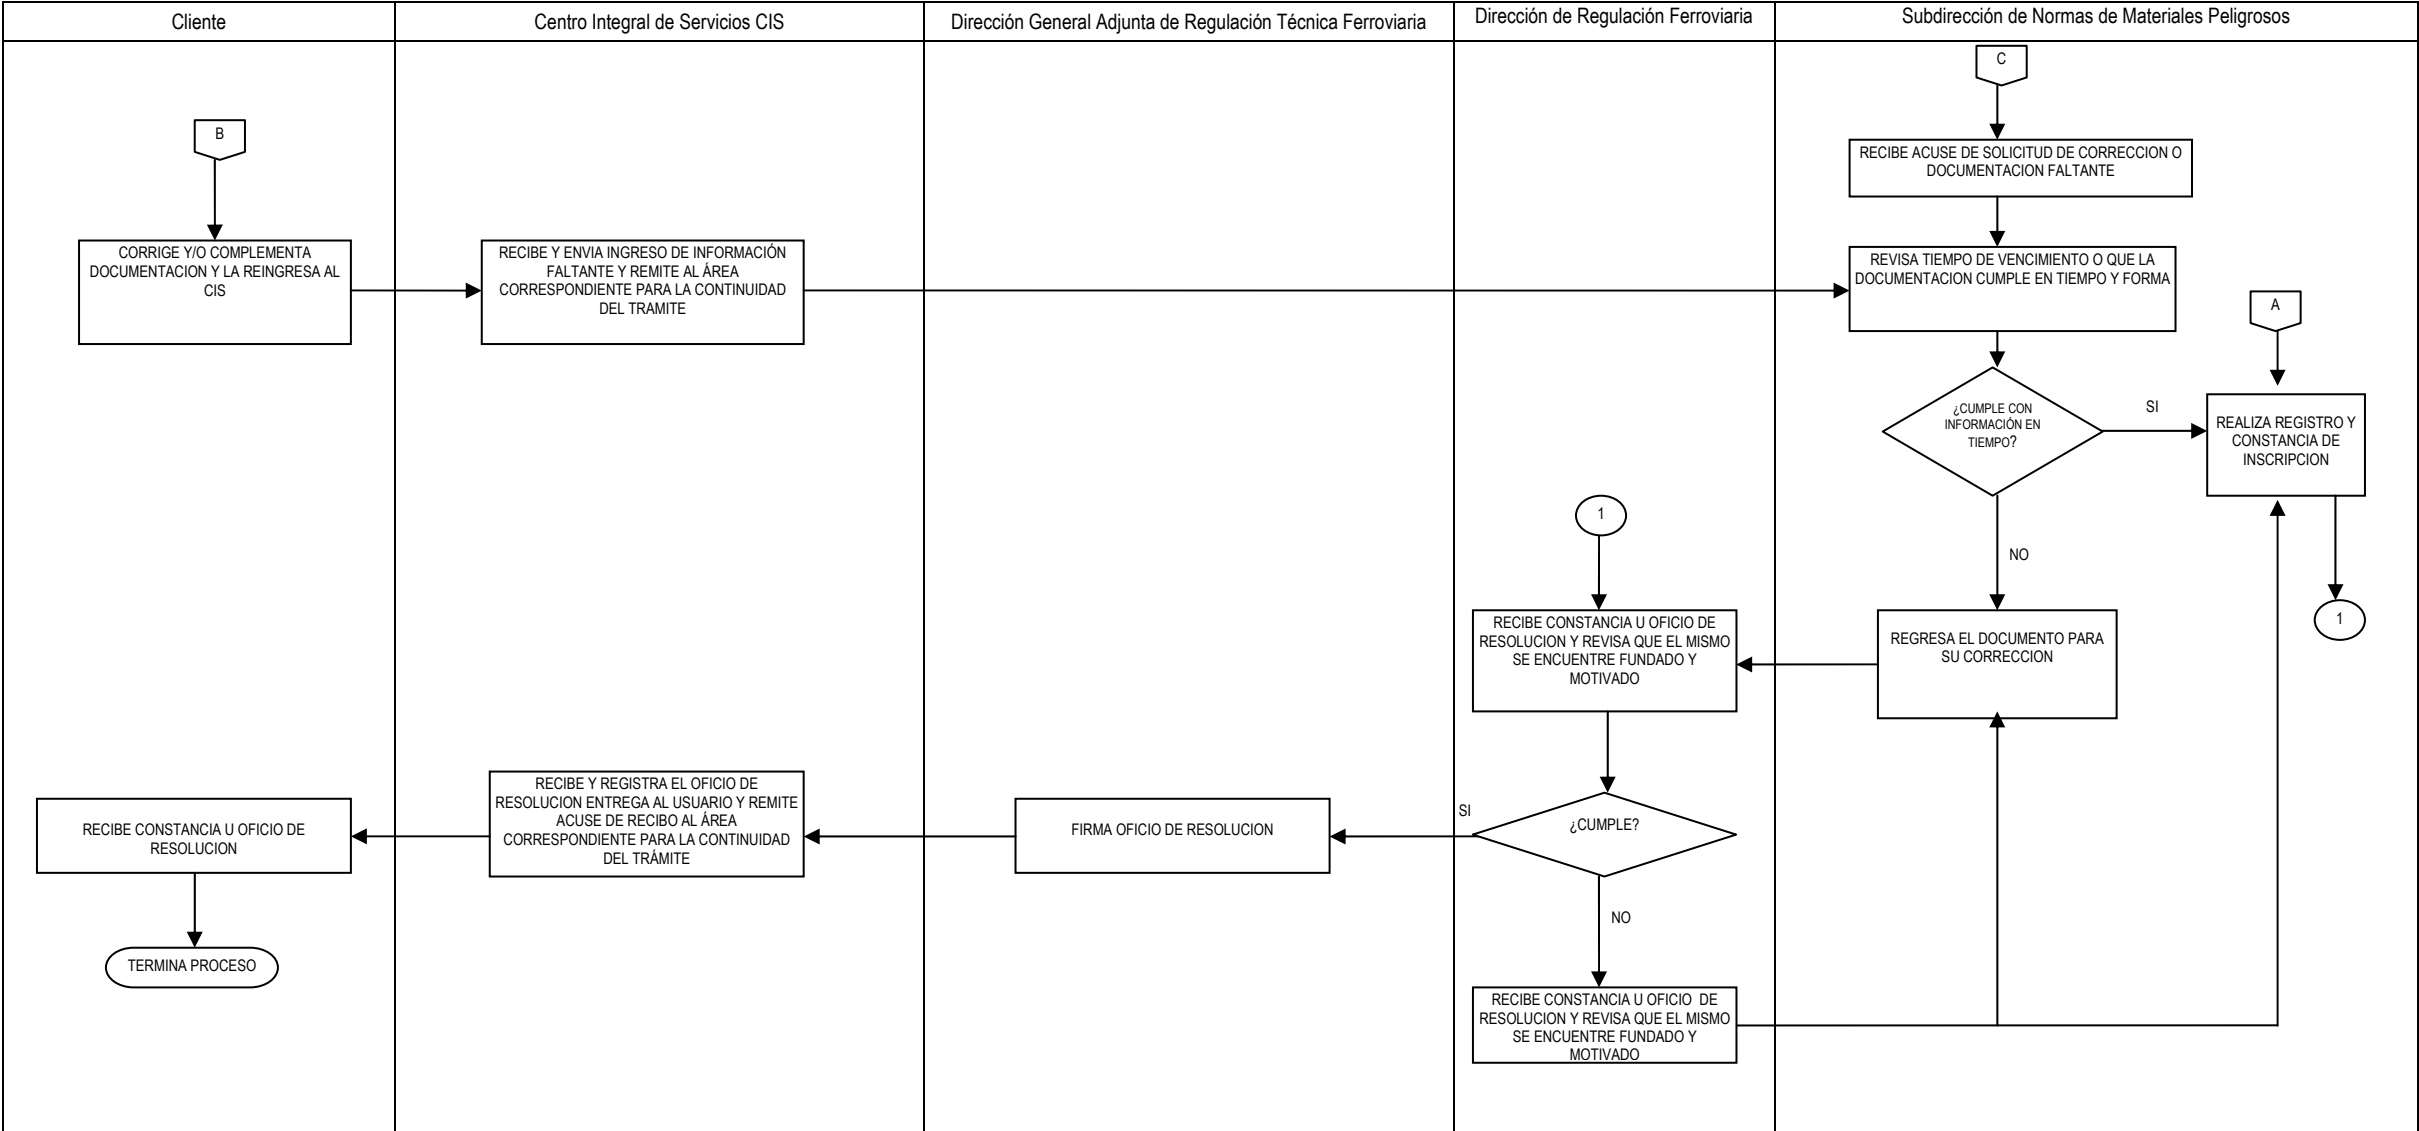 Cliente
Centro Integral de Servicios CIS
Dirección General Adjunta de Regulación Técnica Ferroviaria
Dirección de Regulación Ferroviaria
Subdirección de Normas de Materiales Peligrosos
C
B
RECIBE ACUSE DE SOLICITUD DE CORRECCION O
DOCUMENTACION FALTANTE
CORRIGE Y/O COMPLEMENTA
DOCUMENTACION Y LA REINGRESA AL
CIS
RECIBE Y ENVIA INGRESO DE INFORMACIÓN
FALTANTE Y REMITE AL ÁREA
CORRESPONDIENTE PARA LA CONTINUIDAD
DEL TRAMITE
REVISA TIEMPO DE VENCIMIENTO O QUE LA
DOCUMENTACION CUMPLE EN TIEMPO Y FORMA
A
¿CUMPLE CON
INFORMACIÓN EN
TIEMPO?
SI
REALIZA REGISTRO Y
CONSTANCIA DE
INSCRIPCION
1
NO
RECIBE CONSTANCIA U OFICIO DE
RESOLUCION Y REVISA QUE EL MISMO
SE ENCUENTRE FUNDADO Y
MOTIVADO
REGRESA EL DOCUMENTO PARA
SU CORRECCION
1
RECIBE CONSTANCIA U OFICIO DE
RESOLUCION
RECIBE Y REGISTRA EL OFICIO DE
RESOLUCION ENTREGA AL USUARIO Y REMITE
ACUSE DE RECIBO AL ÁREA
CORRESPONDIENTE PARA LA CONTINUIDAD
DEL TRÁMITE
FIRMA OFICIO DE RESOLUCION
SI
¿CUMPLE?
NO
TERMINA PROCESO
RECIBE CONSTANCIA U OFICIO DE
RESOLUCION Y REVISA QUE EL MISMO
SE ENCUENTRE FUNDADO Y
MOTIVADO